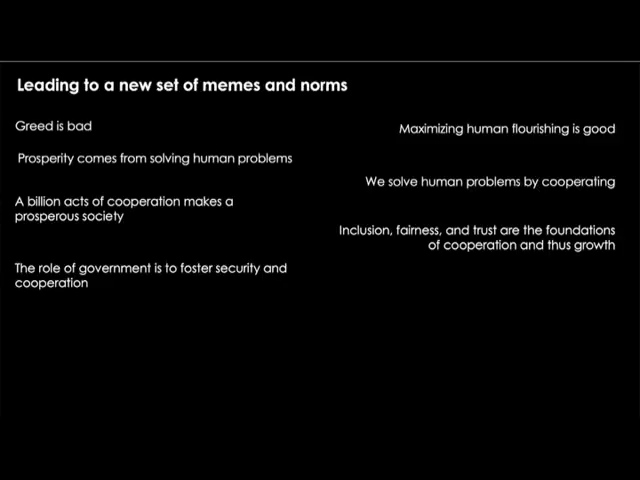 Leading to a new set of memes and norms
Greed is bad
Maximizing human flourishing is good
Prosperity comes from solving human problems
We solve human problems by cooperating
A billion acts of cooperation makes a
prosperous society
Inclusion, fairness, and trust are the foundations
of cooperation and thus growth
The role of government is to foster security and
cooperation